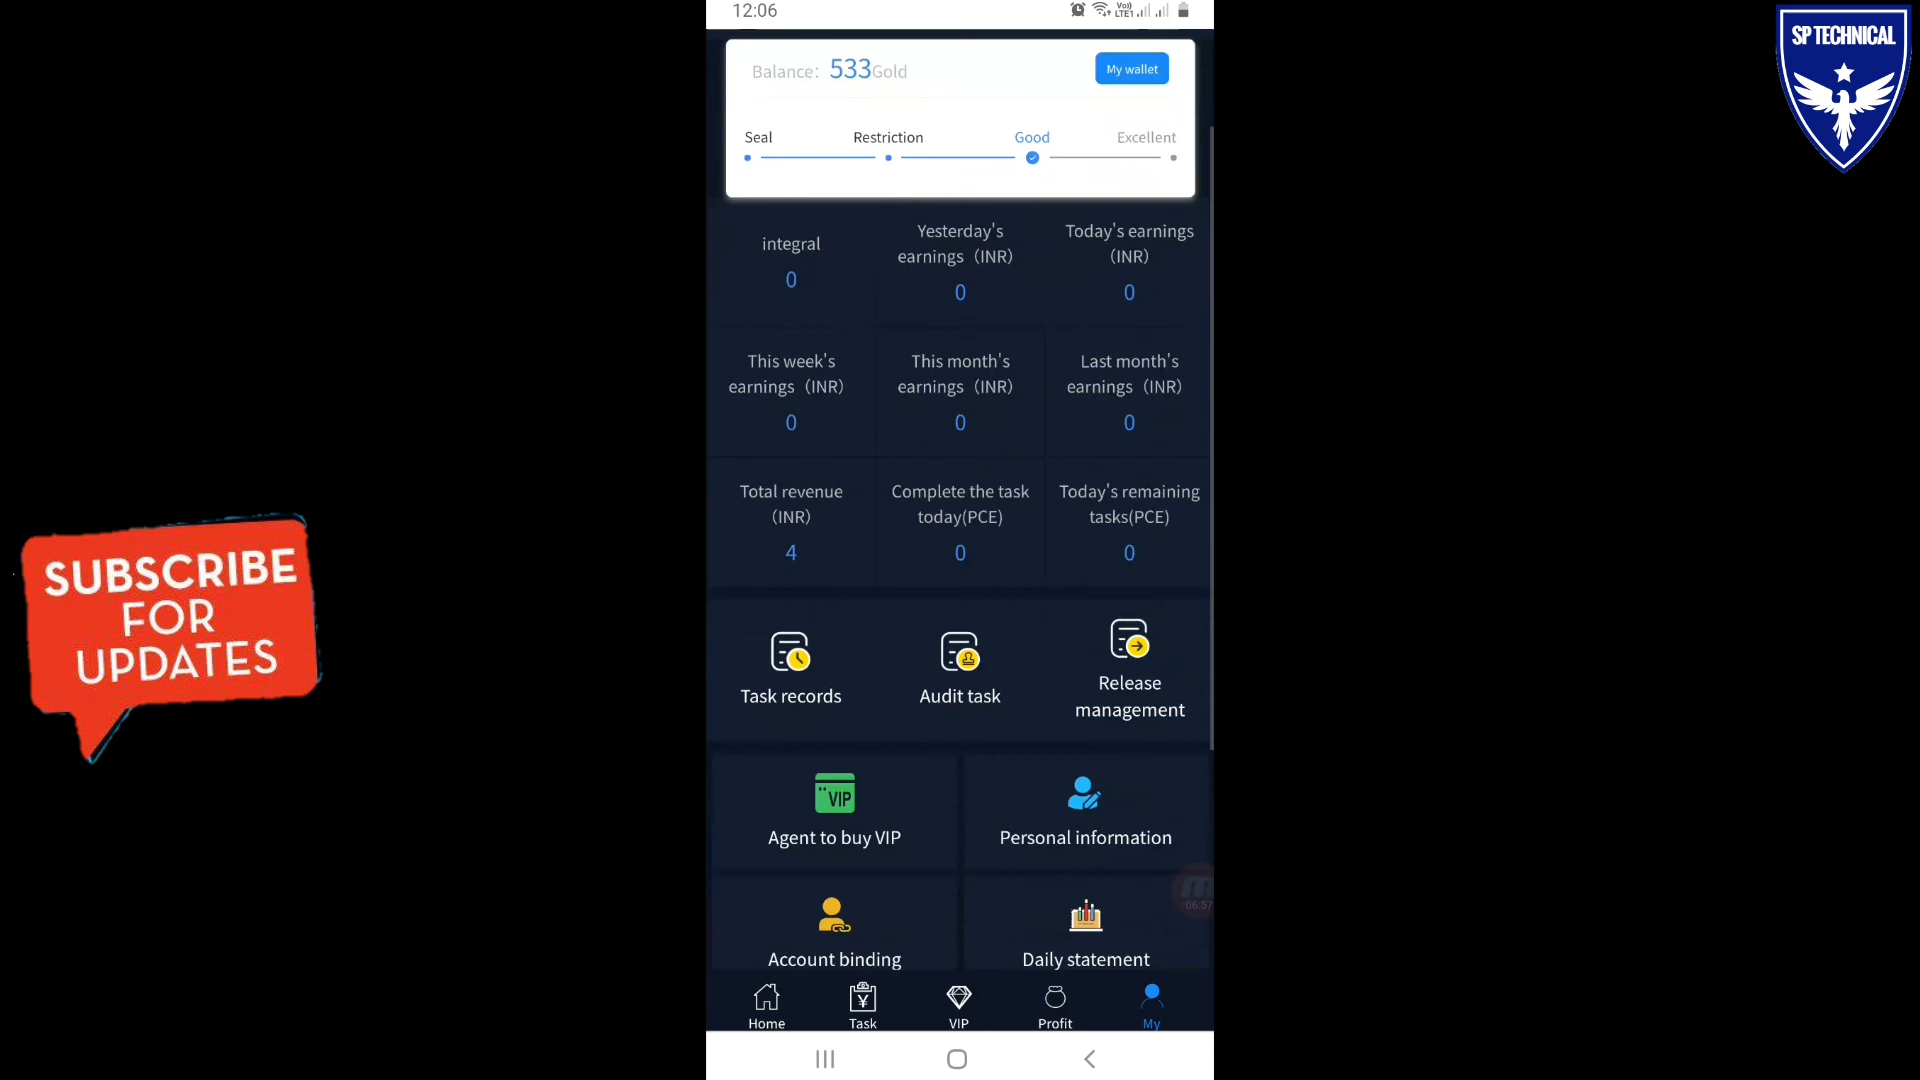 12:06
Vo)) LTE1
SP TECHNICAL
Balance: 533Gold
My wallet
Seal Restriction Good Excellent
integral
0
Yesterday's
earnings（INR）
0
Today's earnings
（INR）
0
This week's
earnings（INR）
0
This month's
earnings（INR）
0
Last month's
earnings（INR）
0
Total revenue
（INR）
4
Complete the task
today(PCE)
0
Today's remaining
tasks(PCE)
0
SUBSCRIBE
FOR
UPDATES
Task records
Audit task
Release
management
VIP
Agent to buy VIP
Personal information
06:57
Account binding
Daily statement
¥
Home Task VIP Profit My